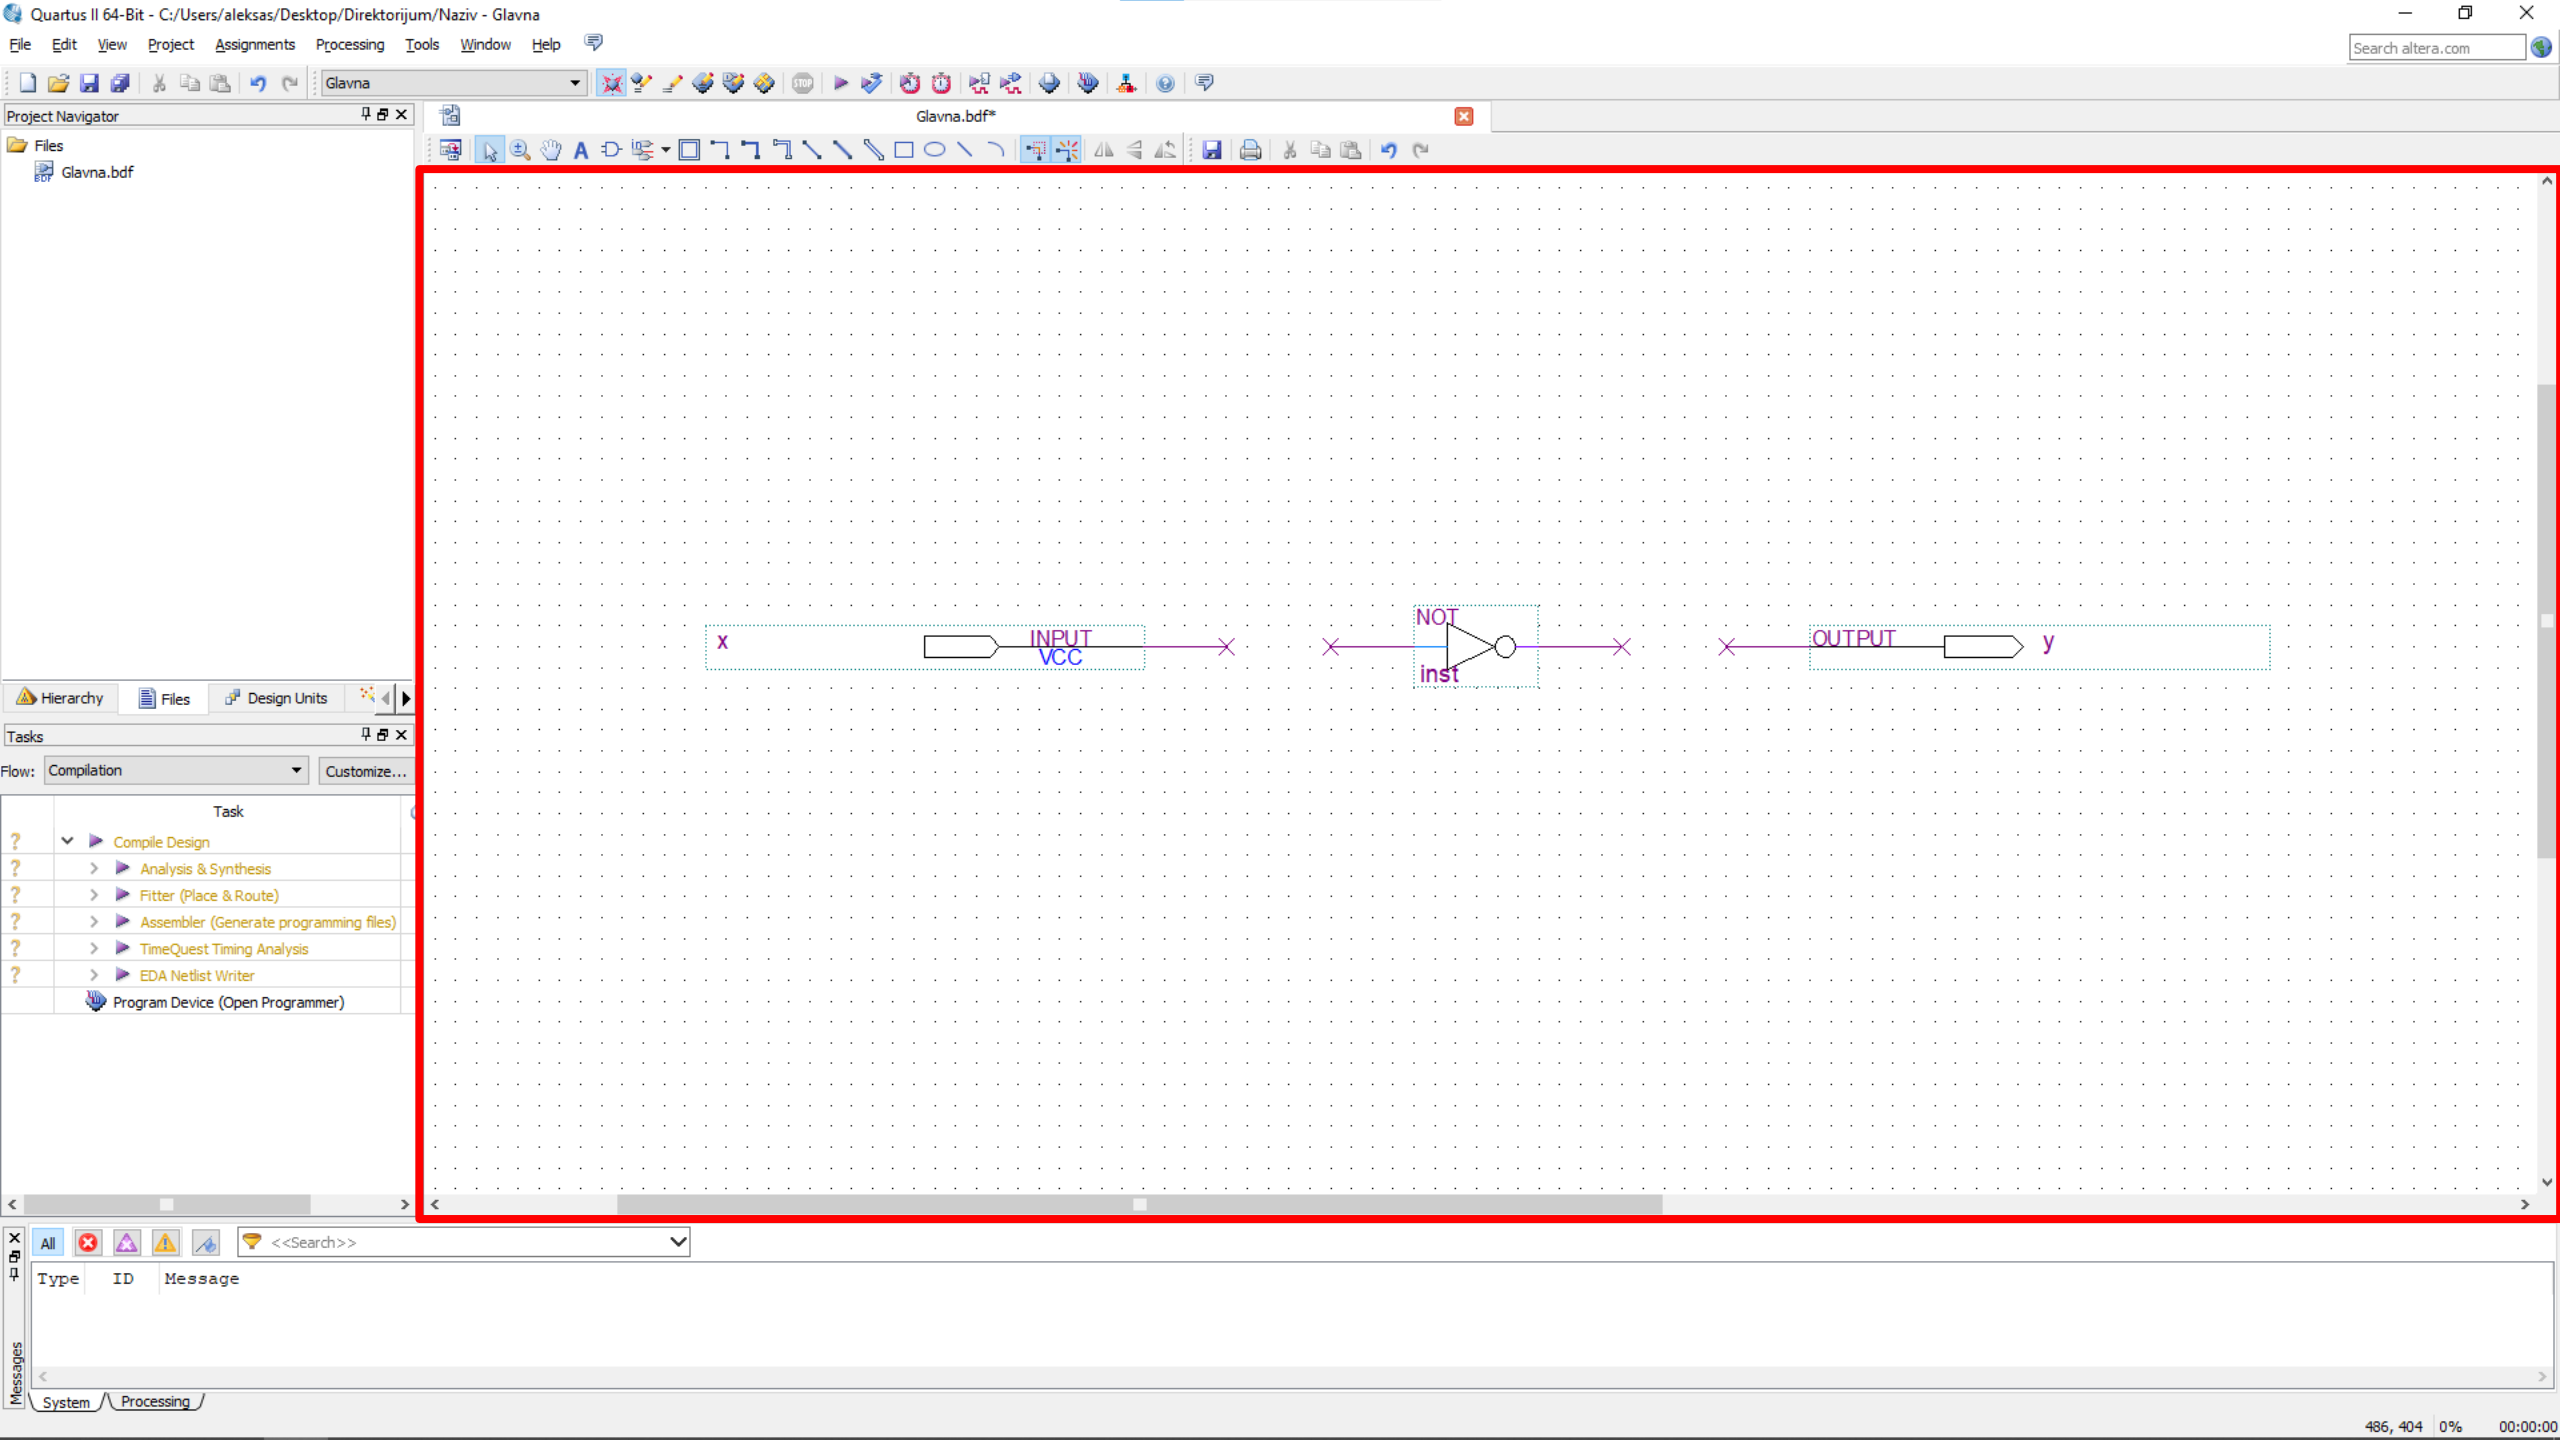 Quartus II 64-Bit - C:/Users/aleksas/Desktop/Direktorijum/Naziv - Glavna
File Edit View Project Assignments Processing Tools Window Help
Search altera.com
Glavna
STOP
Project Navigator
Glavna.bdf*
Files
A
BDF Glavna.bdf
NOT
x INPUT
VCC
OUTPUT y
inst
Hierarchy Files Design Units
Tasks
Flow: Compilation Customize...
Task
? Compile Design
? Analysis & Synthesis
? Fitter (Place & Route)
? Assembler (Generate programming files)
? TimeQuest Timing Analysis
? EDA Netlist Writer
Program Device (Open Programmer)
All <<Search>>
Type ID Message
Messages
System Processing
486, 404 0% 00:00:00